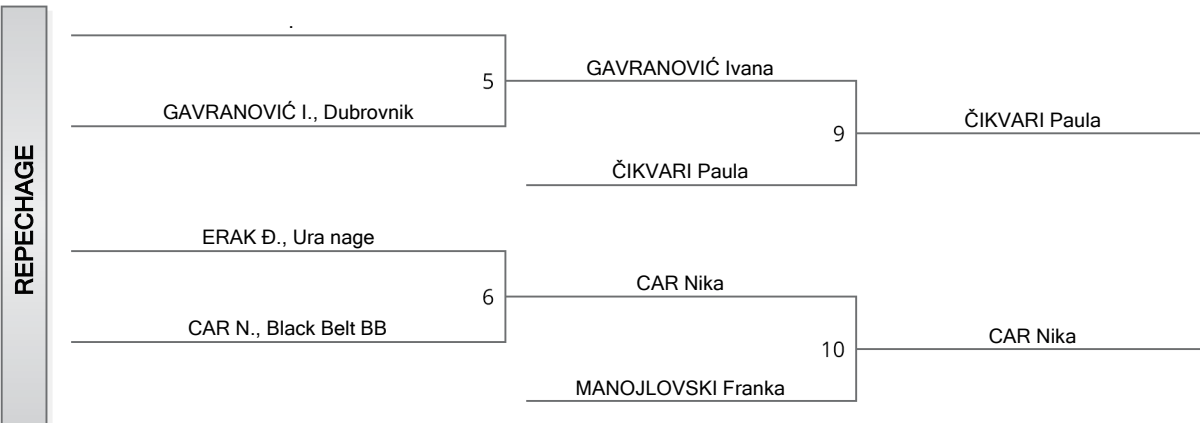 REPECHAGE
.
5
GAVRANOVIĆ I., Dubrovnik
GAVRANOVIĆ Ivana
9
ČIKVARI Paula
ČIKVARI Paula
ERAK Đ., Ura nage
6
CAR N., Black Belt BB
CAR Nika
10
MANOJLOVSKI Franka
CAR Nika